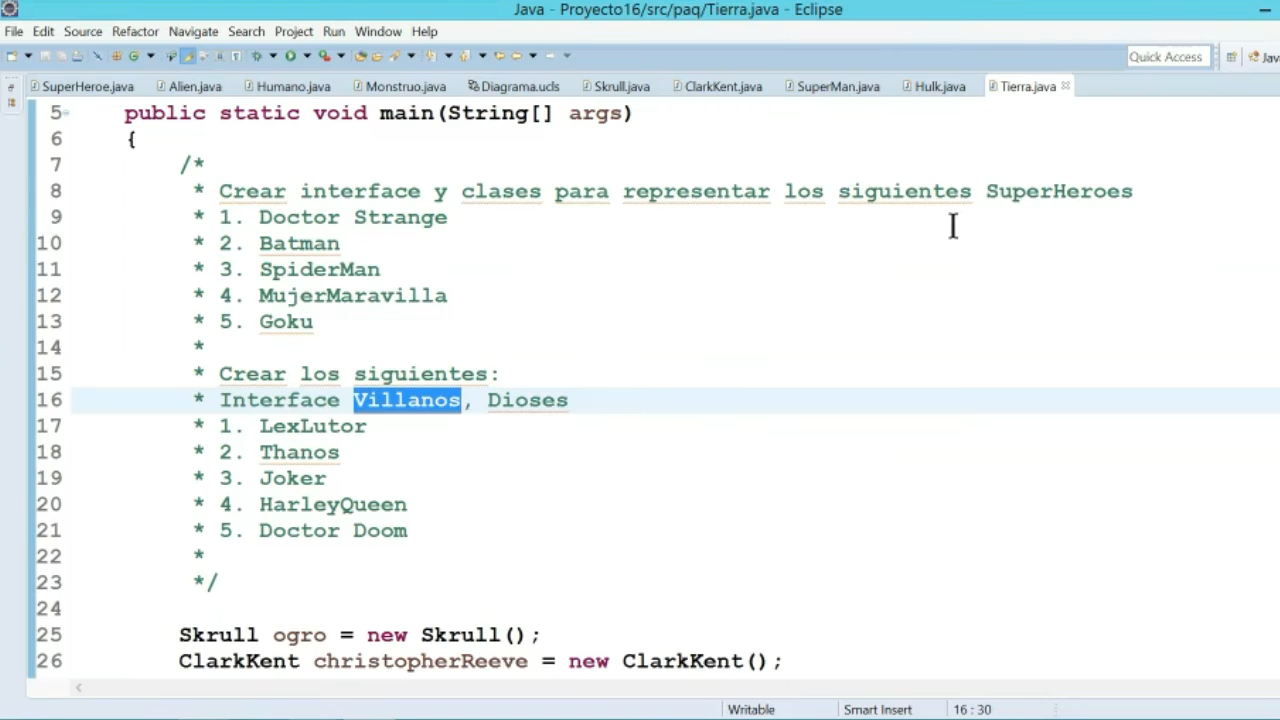 Java - Proyecto16/src/paq/Tierra.java - Eclipse
File Edit Source Refactor Navigate Search Project Run Window Help
Quick Access Jav
SuperHeroe.java Alien.java Humano.java Monstruo.java Diagrama.ucls Skrull.java ClarkKent.java SuperMan.java Hulk.java Tierra.java
5 public static void main(String[] args)
6 {
7 /*
8 * Crear interface y clases para representar los siguientes SuperHeroes
9 * 1. Doctor Strange
10 * 2. Batman
11 * 3. SpiderMan
12 * 4. MujerMaravilla
13 * 5. Goku
14 *
15 * Crear los siguientes:
16 * Interface Villanos, Dioses
17 * 1. LexLutor
18 * 2. Thanos
19 * 3. Joker
20 * 4. HarleyQueen
21 * 5. Doctor Doom
22 *
23 */
24
25 Skrull ogro = new Skrull();
26 ClarkKent christopherReeve = new ClarkKent();
Writable Smart Insert 16 : 30